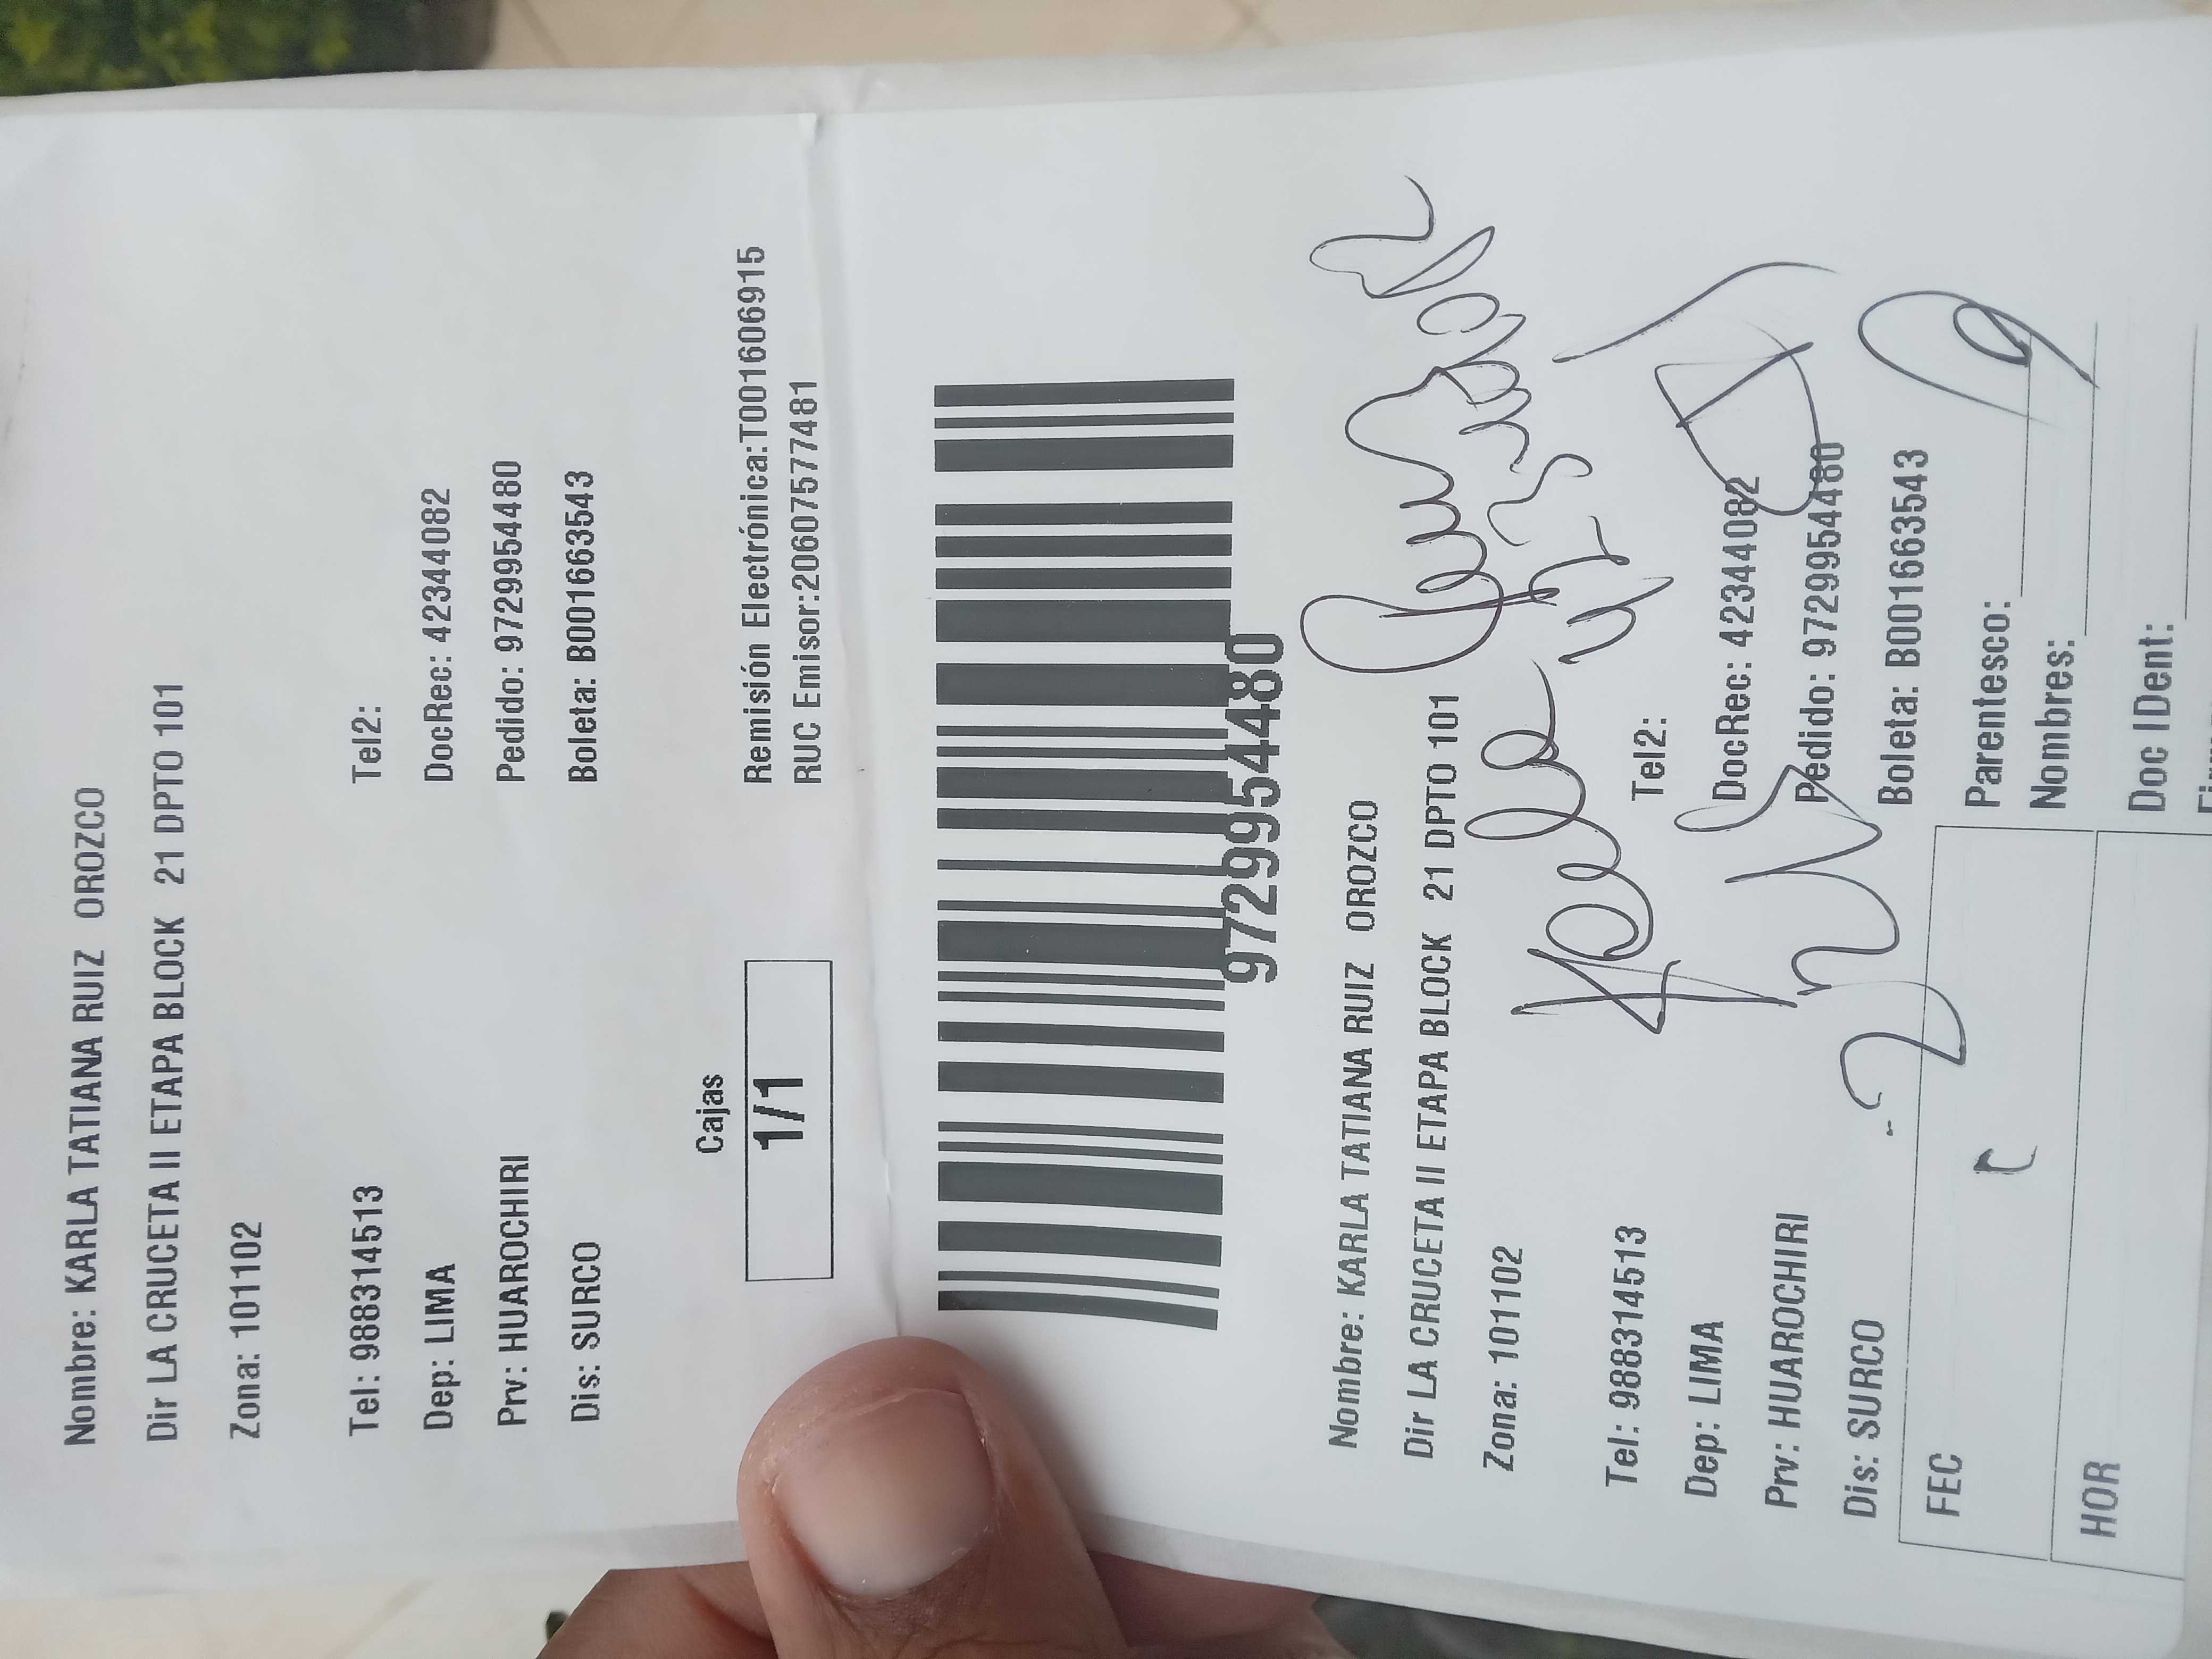 Nombre: KARLA TATIANA RUIZ OROZCO
Dir LA CRUCETA II ETAPA BLOCK 21 DPTO 101
Zona: 101102
Tel: 988314513 Tel2:
Dep: LIMA DocRec: 42344082
Prv: HUAROCHIRI Pedido: 97299954480
Dis: SURCO Boleta: B001663543
Cajas
1/1
Remisión Electrónica:T001606915
RUC Emisor:20607577481
97299954480
Nombre: KARLA TATIANA RUIZ OROZCO
Dir LA CRUCETA II ETAPA BLOCK 21 DPTO 101
Zona: 101102
Tel: 988314513 Tel2:
Dep: LIMA DocRec: 42344082
Prv: HUAROCHIRI Pedido: 97299954480
Dis: SURCO Boleta: B001663543
FEC
HOR
Parentesco:
Nombres:
Doc IDent: